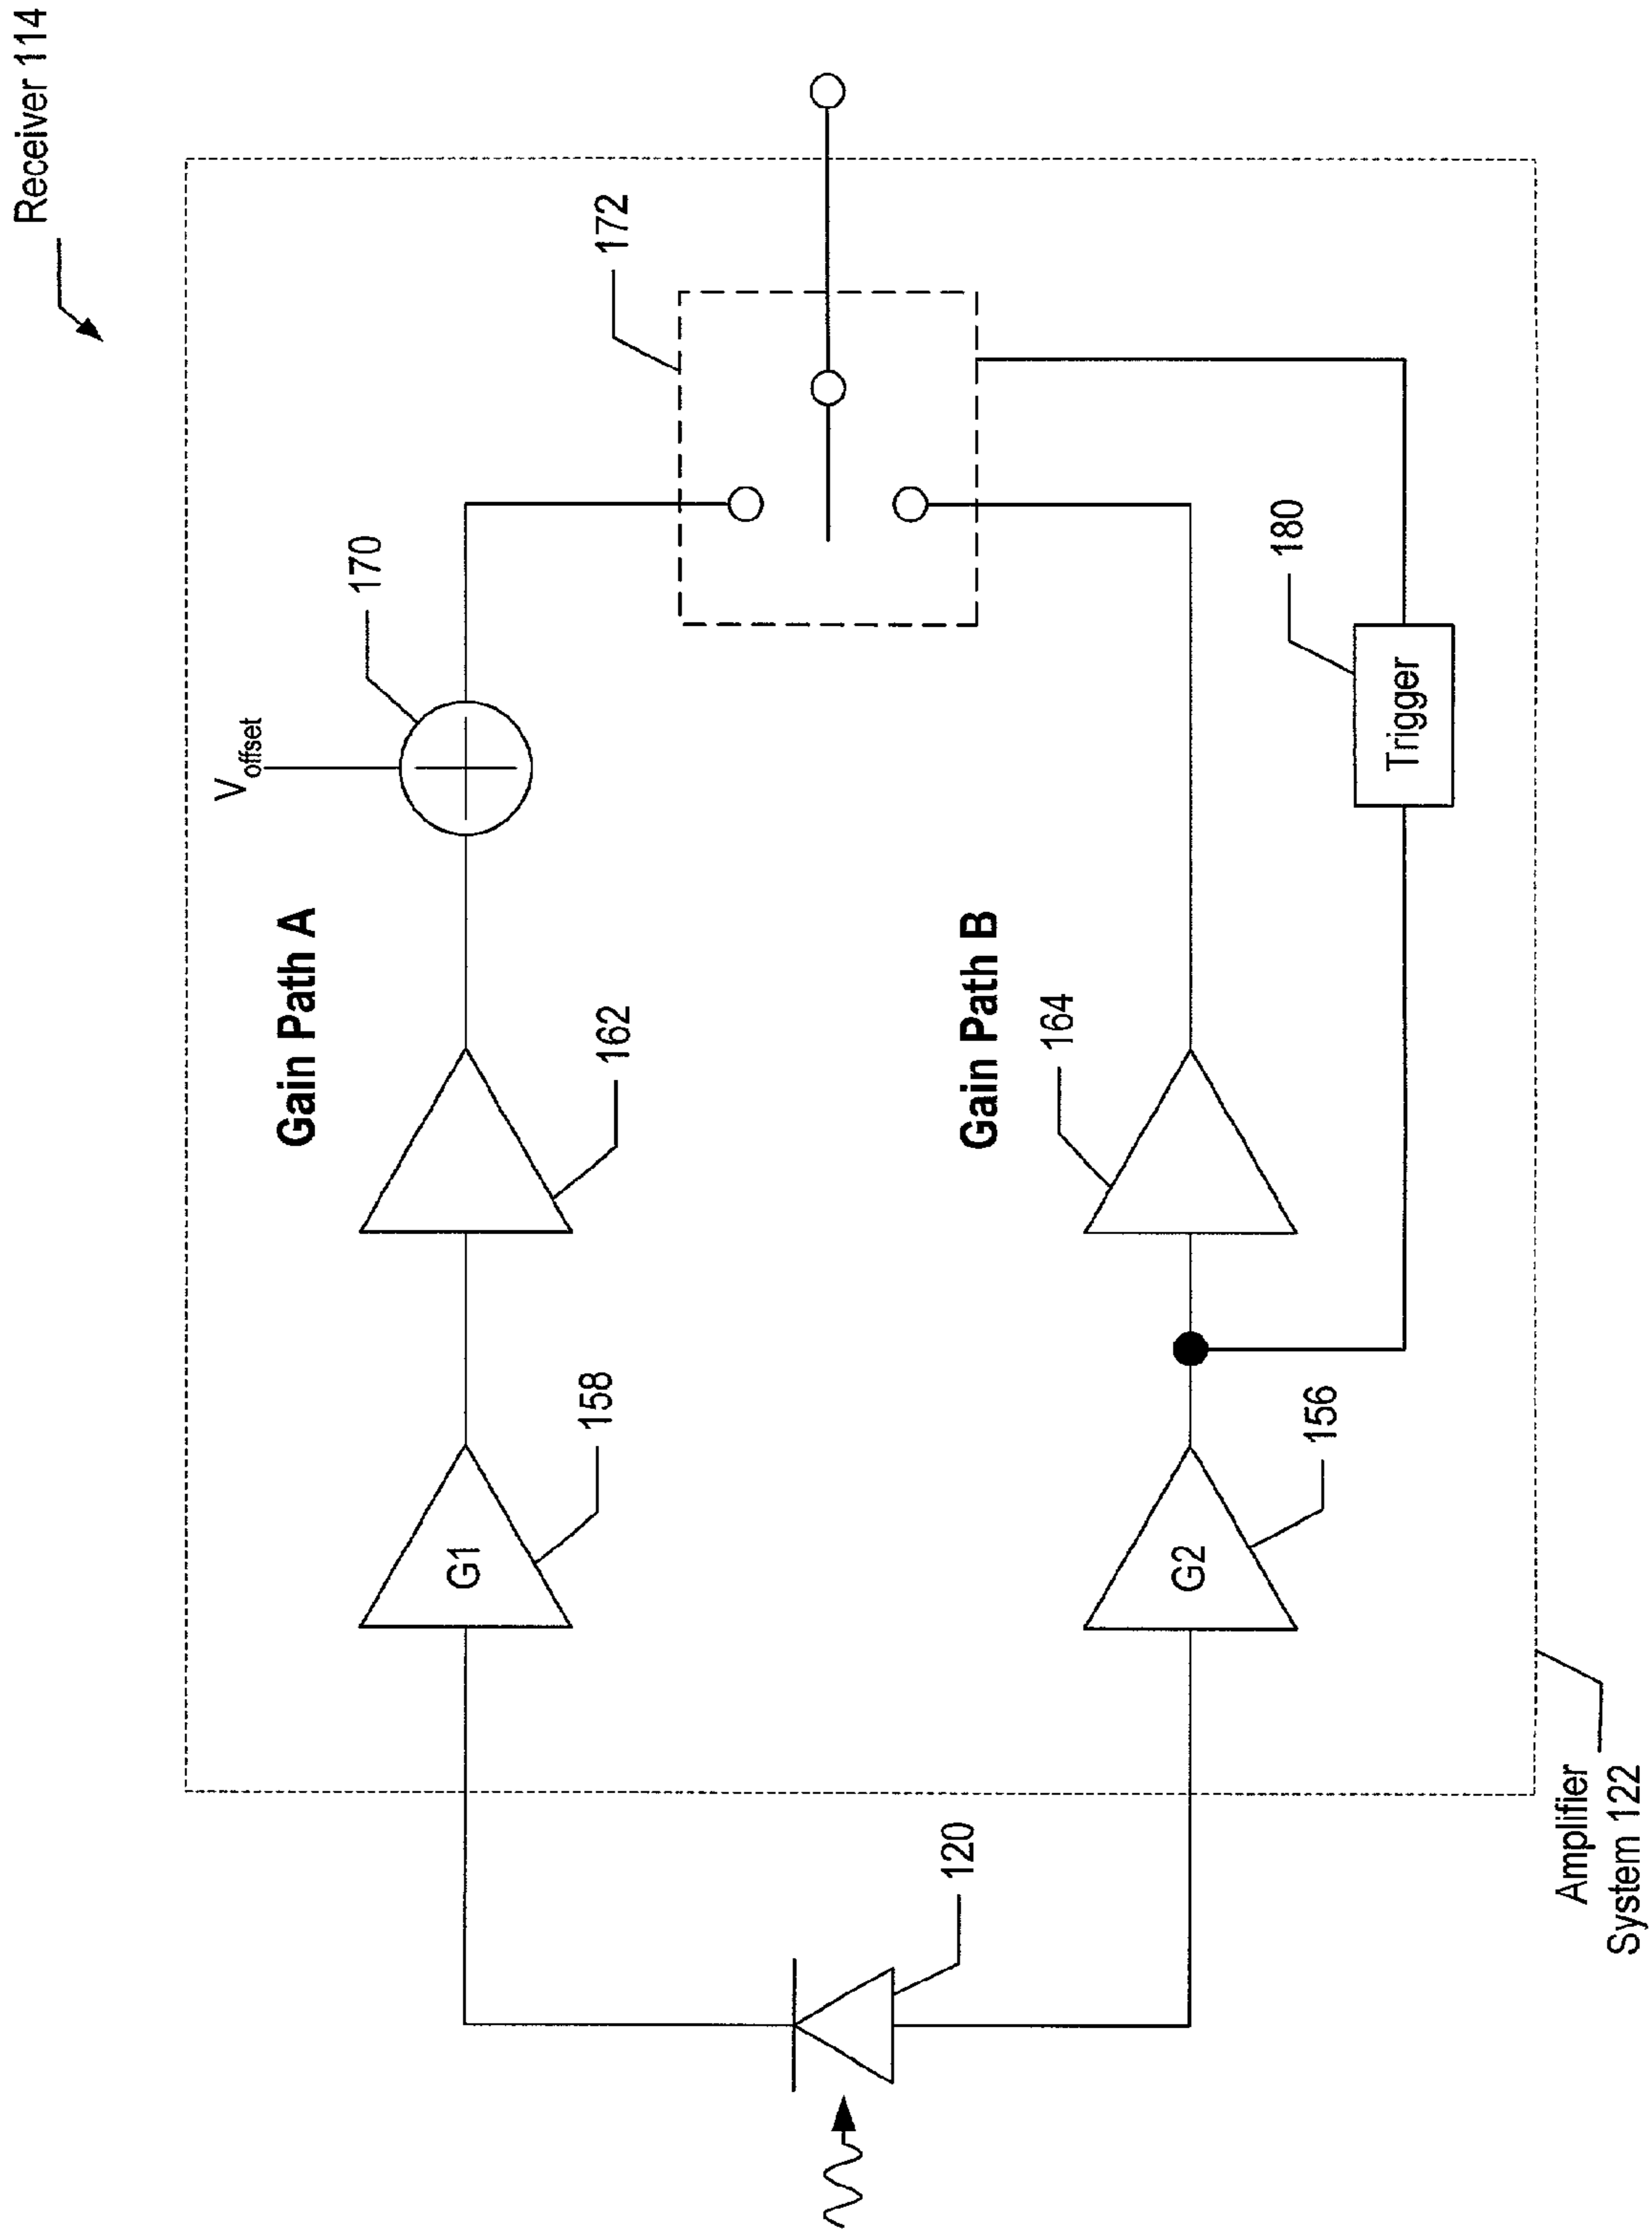 Receiver 114
172
170
V offset
Gain Path A
162
158
G1
180
Trigger
Gain Path B
164
156
G2
120
Amplifier
System 122